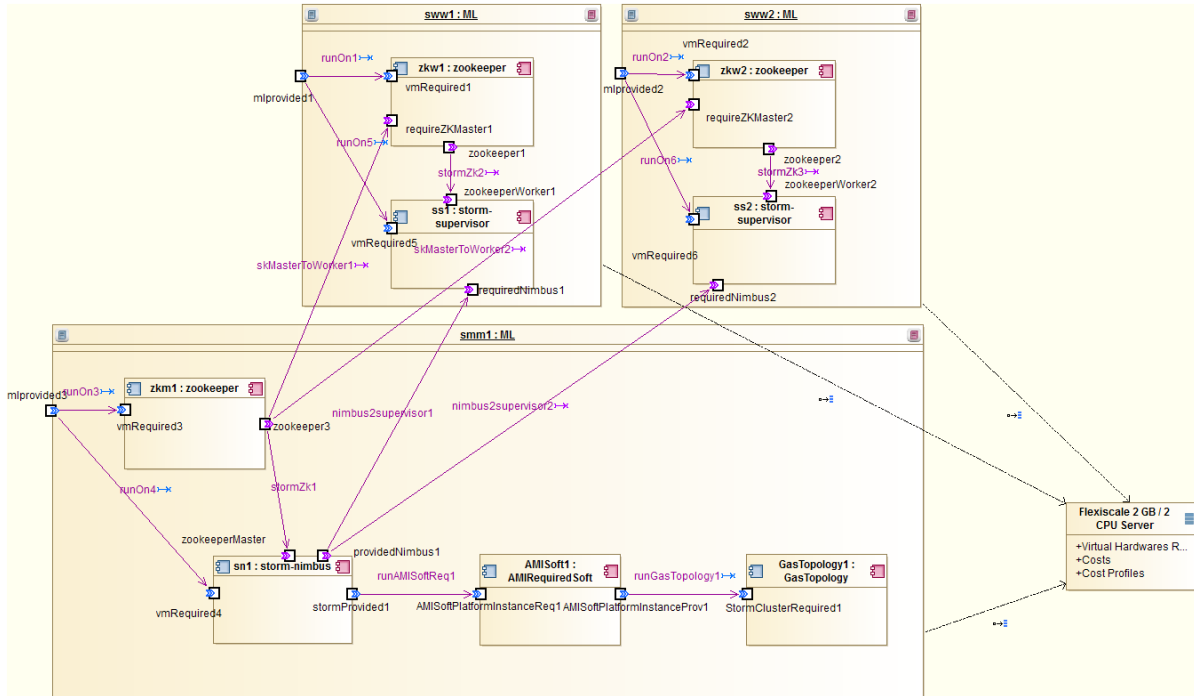 sww1 : ML
sww2 : ML
runOn1
zkw1 : zookeeper
vmRequired1
mlprovided1
requireZKMaster1
runOn5
zookeeper1
stormZk2
zookeeperWorker1
ss1 : storm-
supervisor
vmRequired5
skMasterToWorker1
requiredNimbus1
vmRequired2
runOn2
zkw2 : zookeeper
mlprovided2
requireZKMaster2
runOn6
zookeeper2
stormZk3
zookeeperWorker2
ss2 : storm-
supervisor
skMasterToWorker2
vmRequired6
requiredNimbus2
smm1 : ML
mlprovided3
runOn3
zkm1 : zookeeper
vmRequired3
zookeeper3
nimbus2supervisor1
nimbus2supervisor2
runOn4
stormZk1
zookeeperMaster
providedNimbus1
sn1 : storm-nimbus
vmRequired4
stormProvided1
runAMISoftReq1
AMISoft1 :
AMIRequiredSoft
AMISoftPlatformInstanceReq1
AMISoftPlatformInstanceProv1
runGasTopology1
GasTopology1 :
GasTopology
StormClusterRequired1
Flexiscale 2 GB / 2
CPU Server
+Virtual Hardwares R...
+Costs
+Cost Profiles